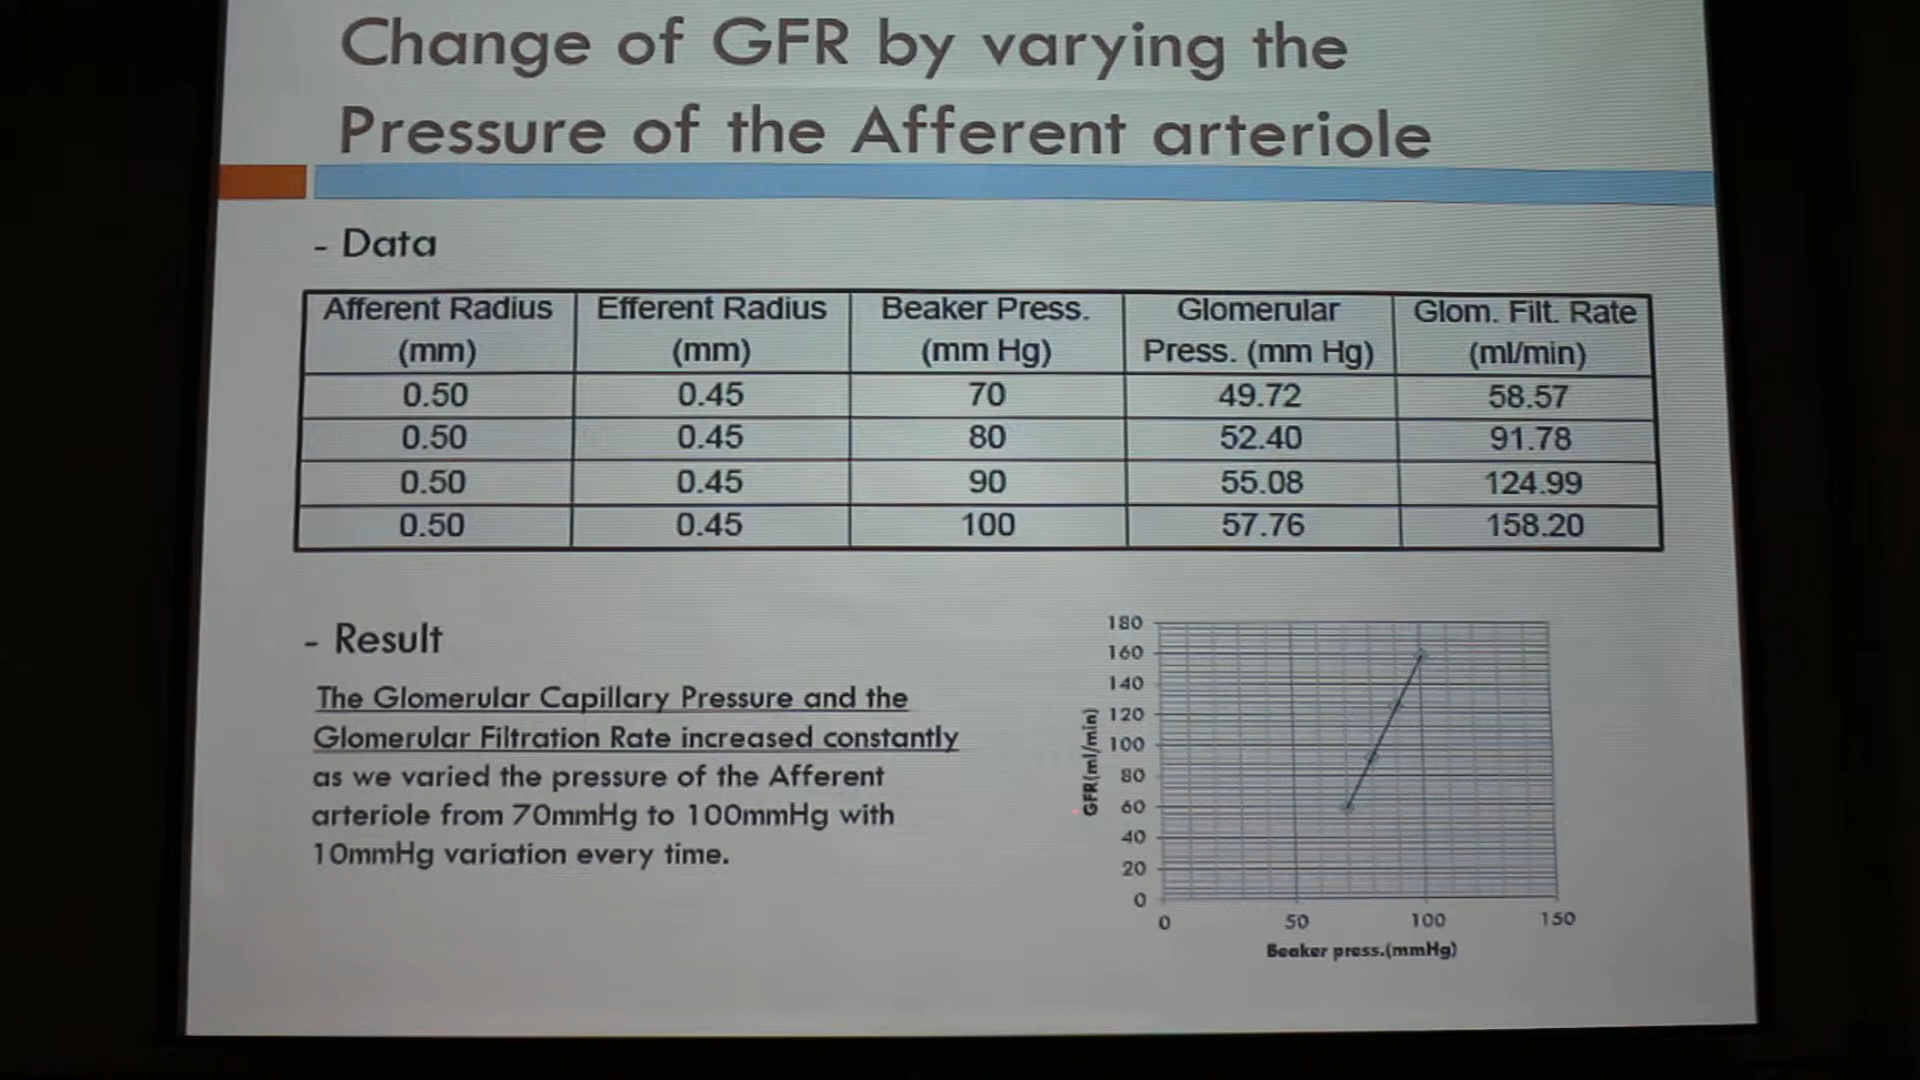 Change of GFR by varying the
Pressure of the Afferent arteriole
- Data
Afferent Radius (mm) Efferent Radius (mm) Beaker Press. (mm Hg) Glomerular Press. (mm Hg) Glom. Filt. Rate (ml/min)
0.50 0.45 70 49.72 58.57
0.50 0.45 80 52.40 91.78
0.50 0.45 90 55.08 124.99
0.50 0.45 100 57.76 158.20
- Result
The Glomerular Capillary Pressure and the
Glomerular Filtration Rate increased constantly
as we varied the pressure of the Afferent
arteriole from 70mmHg to 100mmHg with
10mmHg variation every time.
GFR(ml/min)
180
160
140
120
100
80
60
40
20
0
0 50 100 150
Beaker press.(mmHg)